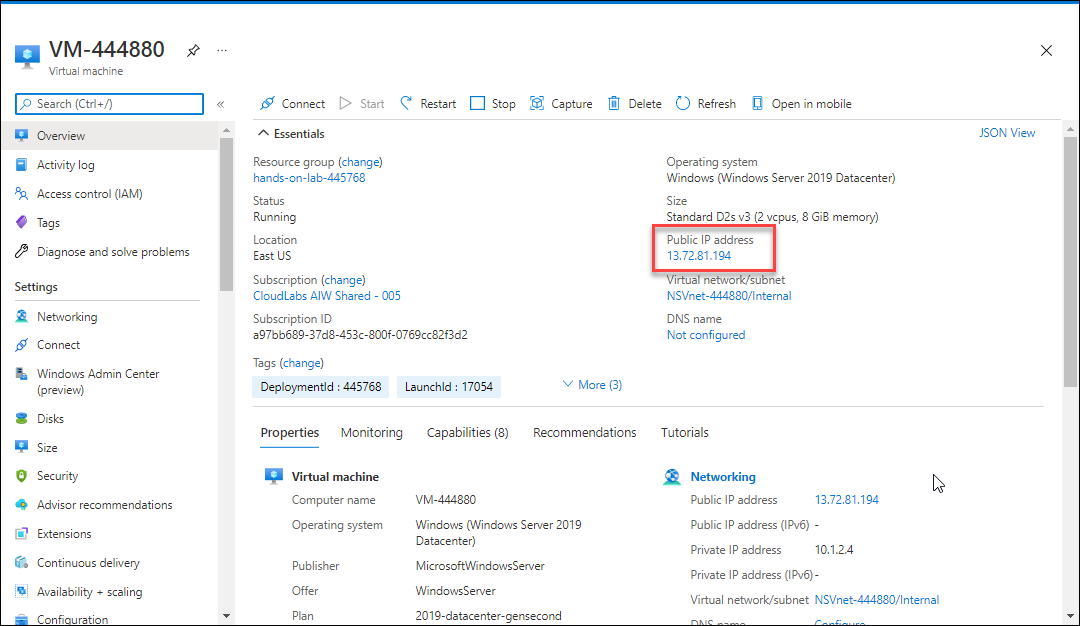 VM-444880
Virtual machine
Search (Ctrl+/)
«
Overview
Activity log
Access control (IAM)
Tags
Diagnose and solve problems
Settings
Networking
Connect
Windows Admin Center
(preview)
Disks
Size
Security
Advisor recommendations
Extensions
Continuous delivery
Availability + scaling
Configuration
Connect Start Restart Stop Capture Delete Refresh Open in mobile
Essentials JSON View
Resource group (change)
hands-on-lab-445768
Status
Running
Location
East US
Subscription (change)
CloudLabs AIW Shared - 005
Subscription ID
a97bb689-37d8-453c-800f-0769cc82f3d2
Operating system
Windows (Windows Server 2019 Datacenter)
Size
Standard D2s v3 (2 vcpus, 8 GiB memory)
Public IP address
13.72.81.194
Virtual network/subnet
NSVnet-444880/Internal
DNS name
Not configured
Tags (change)
DeploymentId : 445768 LaunchId : 17054 More (3)
Properties Monitoring Capabilities (8) Recommendations Tutorials
Virtual machine
Computer name VM-444880
Operating system Windows (Windows Server 2019
Datacenter)
Publisher MicrosoftWindowsServer
Offer WindowsServer
Plan 2019-datacenter-gensecond
Networking
Public IP address 13.72.81.194
Public IP address (IPv6) -
Private IP address 10.1.2.4
Private IP address (IPv6) -
Virtual network/subnet NSVnet-444880/Internal
DNS name Configure